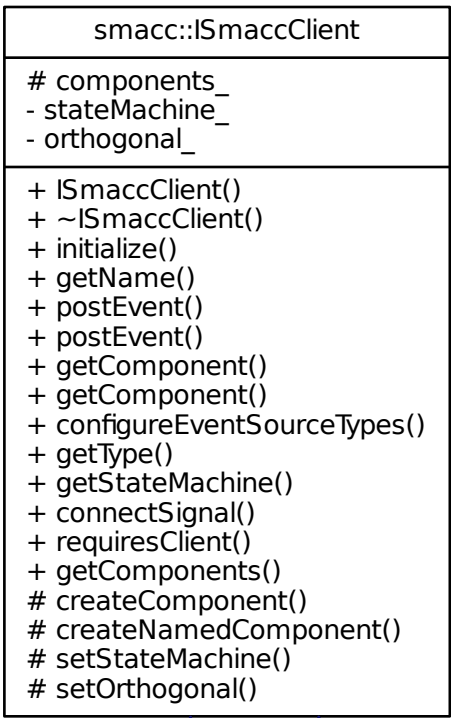 smacc::ISmaccClient
# components_
- stateMachine_
- orthogonal_
+ ISmaccClient()
+ ~ISmaccClient()
+ initialize()
+ getName()
+ postEvent()
+ postEvent()
+ getComponent()
+ getComponent()
+ configureEventSourceTypes()
+ getType()
+ getStateMachine()
+ connectSignal()
+ requiresClient()
+ getComponents()
# createComponent()
# createNamedComponent()
# setStateMachine()
# setOrthogonal()